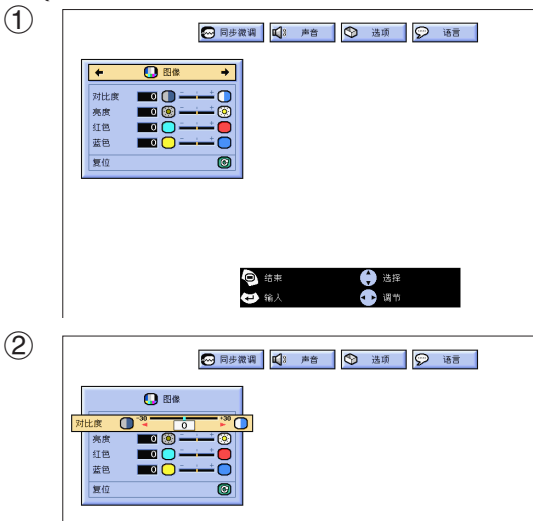 ①
同步微调 声音 选项 语言
图像
对比度 0 - +
亮度 0 - +
红色 0 - +
蓝色 0 - +
复位
结束 选择
输入 调节
②
同步微调 声音 选项 语言
图像
对比度 -30 0 +30
亮度 0 - +
红色 0 - +
蓝色 0 - +
复位